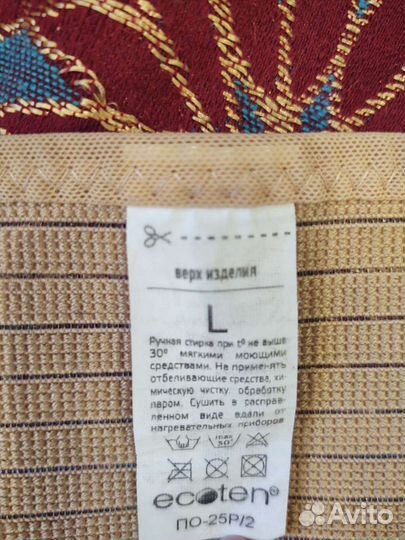 верх изделия
L
Ручная стирка при t° не выше
30° мягкими моющими
средствами. Не применять
отбеливающие средства, хи-
мическую чистку обработку
паром. Сушить в расправ-
ленном виде вдали от
нагревательных приборов
max
50°
ecoten®
ПО-25Р/2
Avito